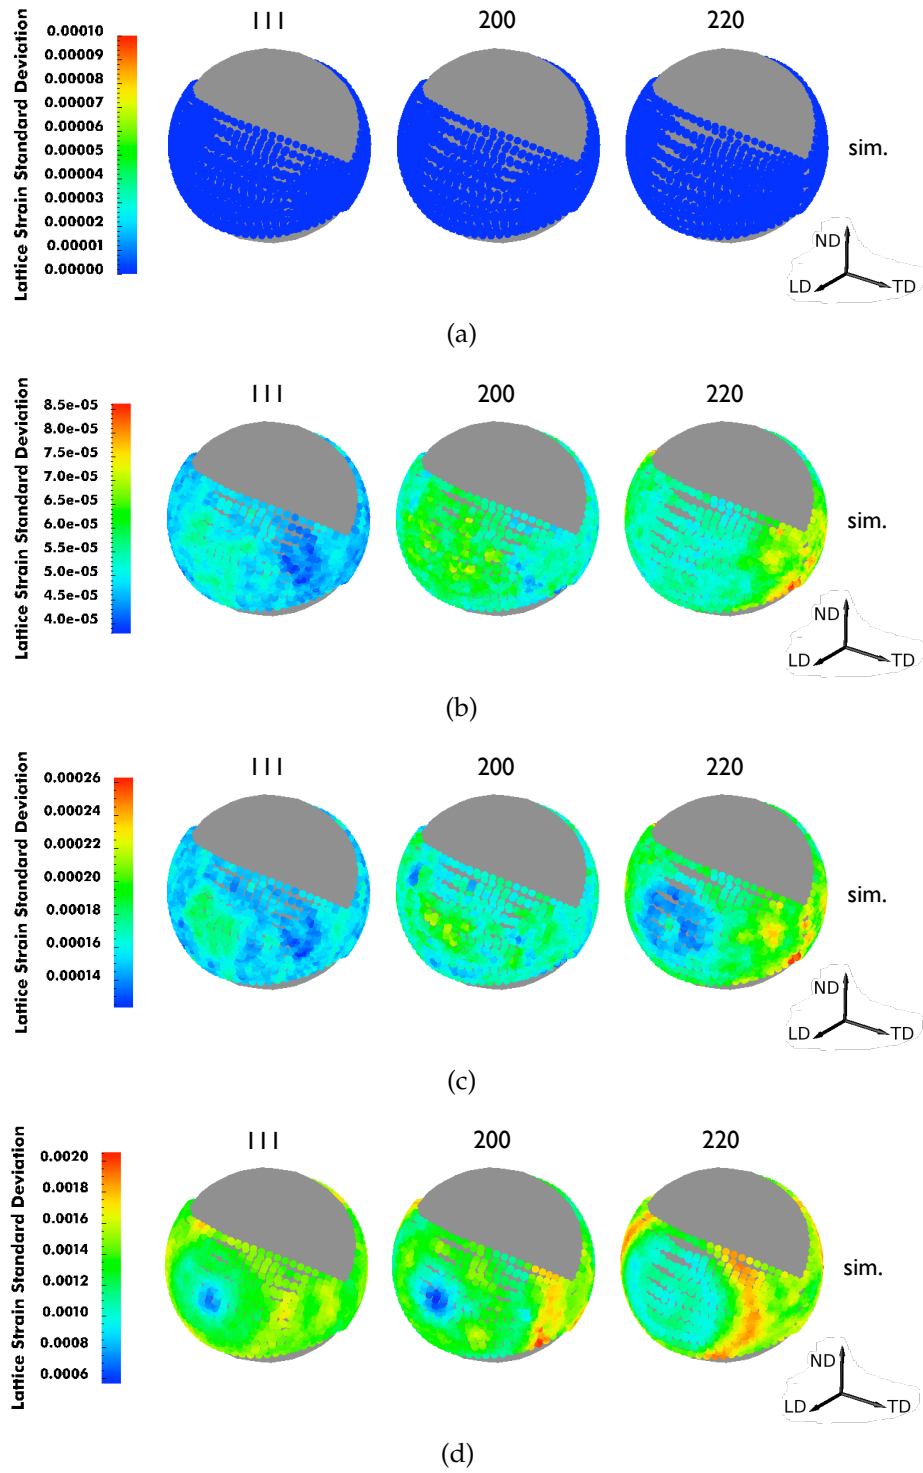 111 200 220
Lattice Strain Standard Deviation
0.00010
0.00009
0.00008
0.00007
0.00006
0.00005
0.00004
0.00003
0.00002
0.00001
0.00000
sim.
ND
LD TD
(a)
111 200 220
Lattice Strain Standard Deviation
8.5e-05
7.5e-05
7.0e-05
6.5e-05
6.0e-05
5.5e-05
5.0e-05
4.5e-05
4.0e-05
sim.
ND
LD TD
(b)
111 200 220
Lattice Strain Standard Deviation
0.00026
0.00024
0.00022
0.00020
0.00018
0.00016
0.00014
sim.
ND
LD TD
(c)
111 200 220
Lattice Strain Standard Deviation
0.0020
0.0018
0.0016
0.0014
0.0012
0.0010
0.0008
0.0006
sim.
ND
LD TD
(d)